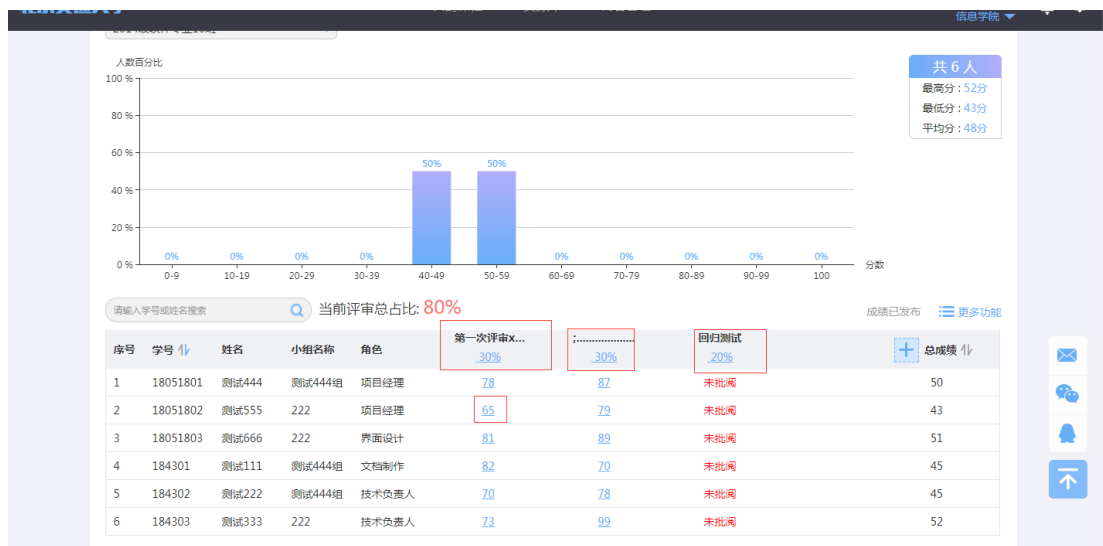 信息学院
人数百分比
100 %
80 %
60 %
40 %
20 %
0 %
0% 0% 0% 0% 50% 50% 0% 0% 0% 0% 0%
0-9 10-19 20-29 30-39 40-49 50-59 60-69 70-79 80-89 90-99 100 分数
共 6 人
最高分 : 52分
最低分 : 43分
平均分 : 48分
请输入学号或姓名搜索 当前评审总占比: 80% 成绩已发布 更多功能
序号 学号 姓名 小组名称 角色 第一次评审x... 30% ;................... 30% 回归测试 20% + 总成绩
1 18051801 测试444 测试444组 项目经理 78 87 未批阅 50
2 18051802 测试555 222 项目经理 65 79 未批阅 43
3 18051803 测试666 222 界面设计 81 89 未批阅 51
4 184301 测试111 测试444组 文档制作 82 70 未批阅 45
5 184302 测试222 测试444组 技术负责人 70 78 未批阅 45
6 184303 测试333 222 技术负责人 73 99 未批阅 52